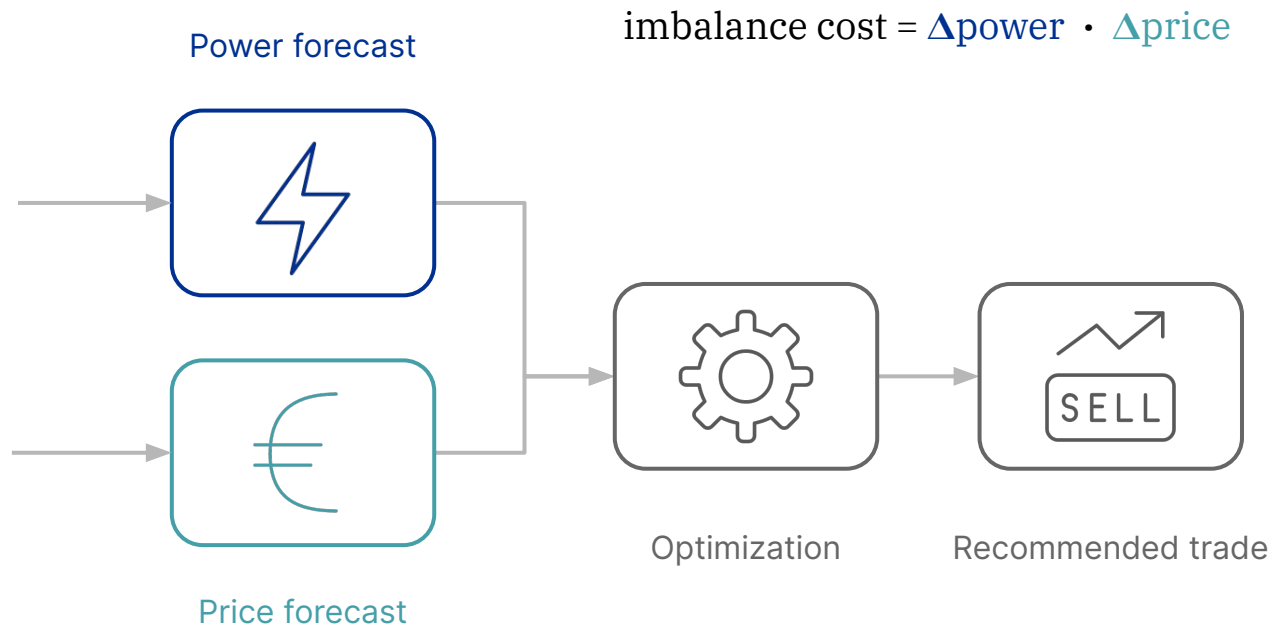 imbalance cost = Δpower · Δprice
Power forecast
€
SELL
Optimization
Recommended trade
Price forecast